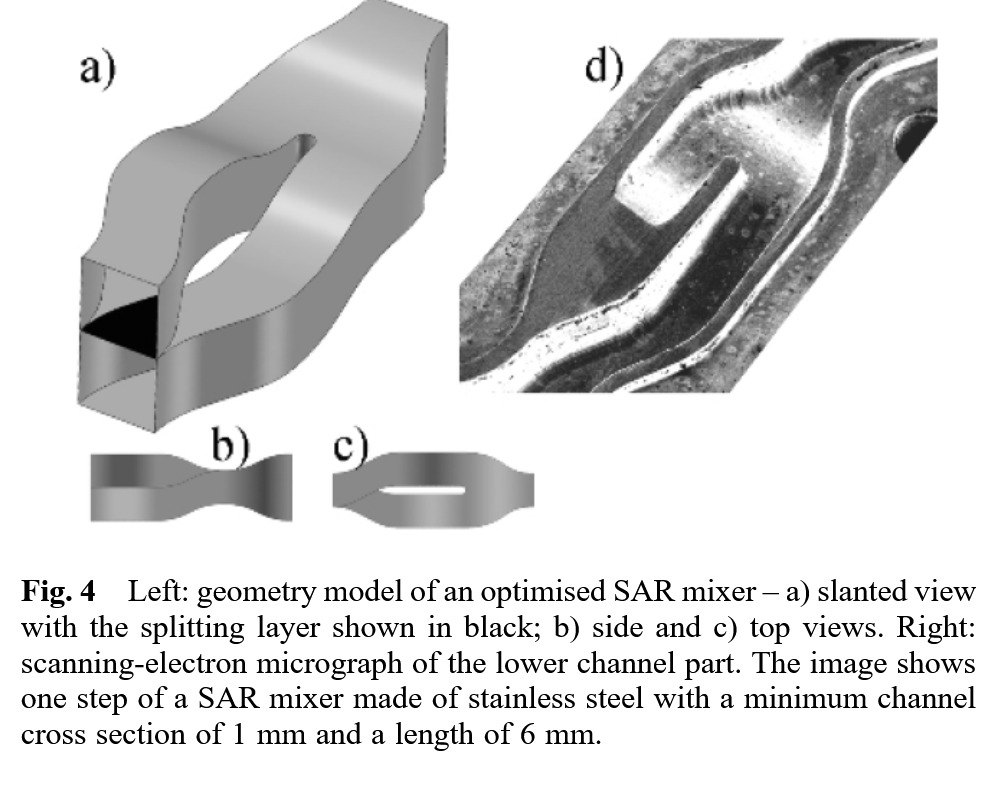 a)
d)
b)
c)
Fig. 4 Left: geometry model of an optimised SAR mixer – a) slanted view
with the splitting layer shown in black; b) side and c) top views. Right:
scanning-electron micrograph of the lower channel part. The image shows
one step of a SAR mixer made of stainless steel with a minimum channel
cross section of 1 mm and a length of 6 mm.